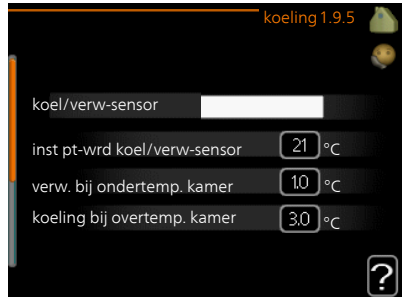 koeling 1.9.5
koel/verw-sensor
inst pt-wrd koel/verw-sensor 21 °C
verw. bij ondertemp. kamer 1.0 °C
koeling bij overtemp. kamer 3.0 °C
?